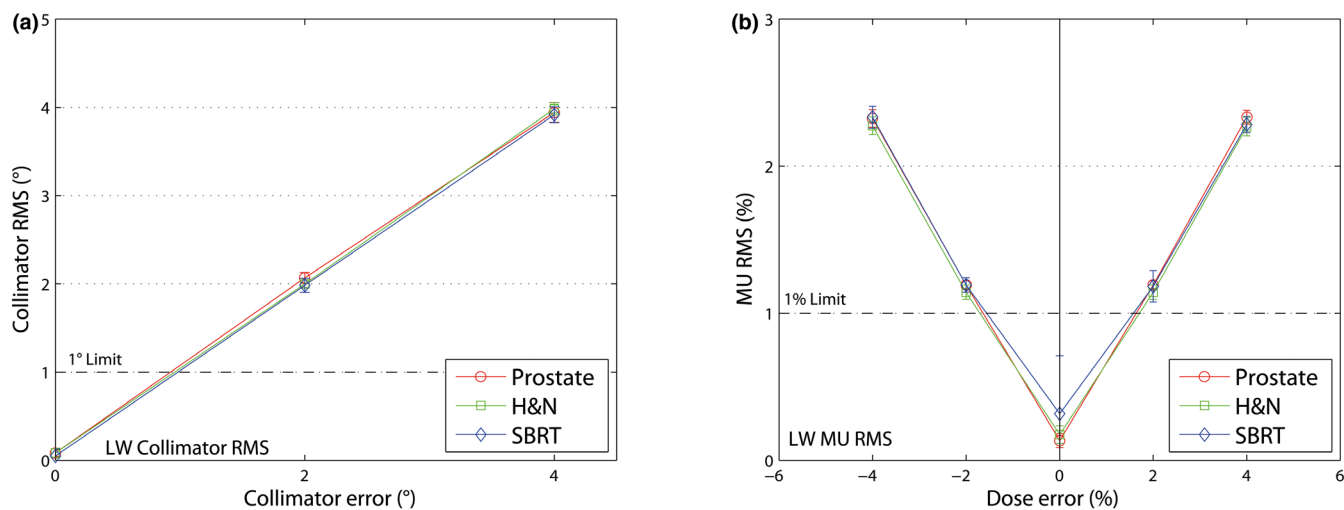 (a)
5
4
3
2
1
0
Collimator RMS (°)
1° Limit
LW Collimator RMS
Prostate
H&N
SBRT
0 2 4
Collimator error (°)
(b)
3
2
1
0
MU RMS (%)
1% Limit
LW MU RMS
Prostate
H&N
SBRT
−6 −4 −2 0 2 4 6
Dose error (%)